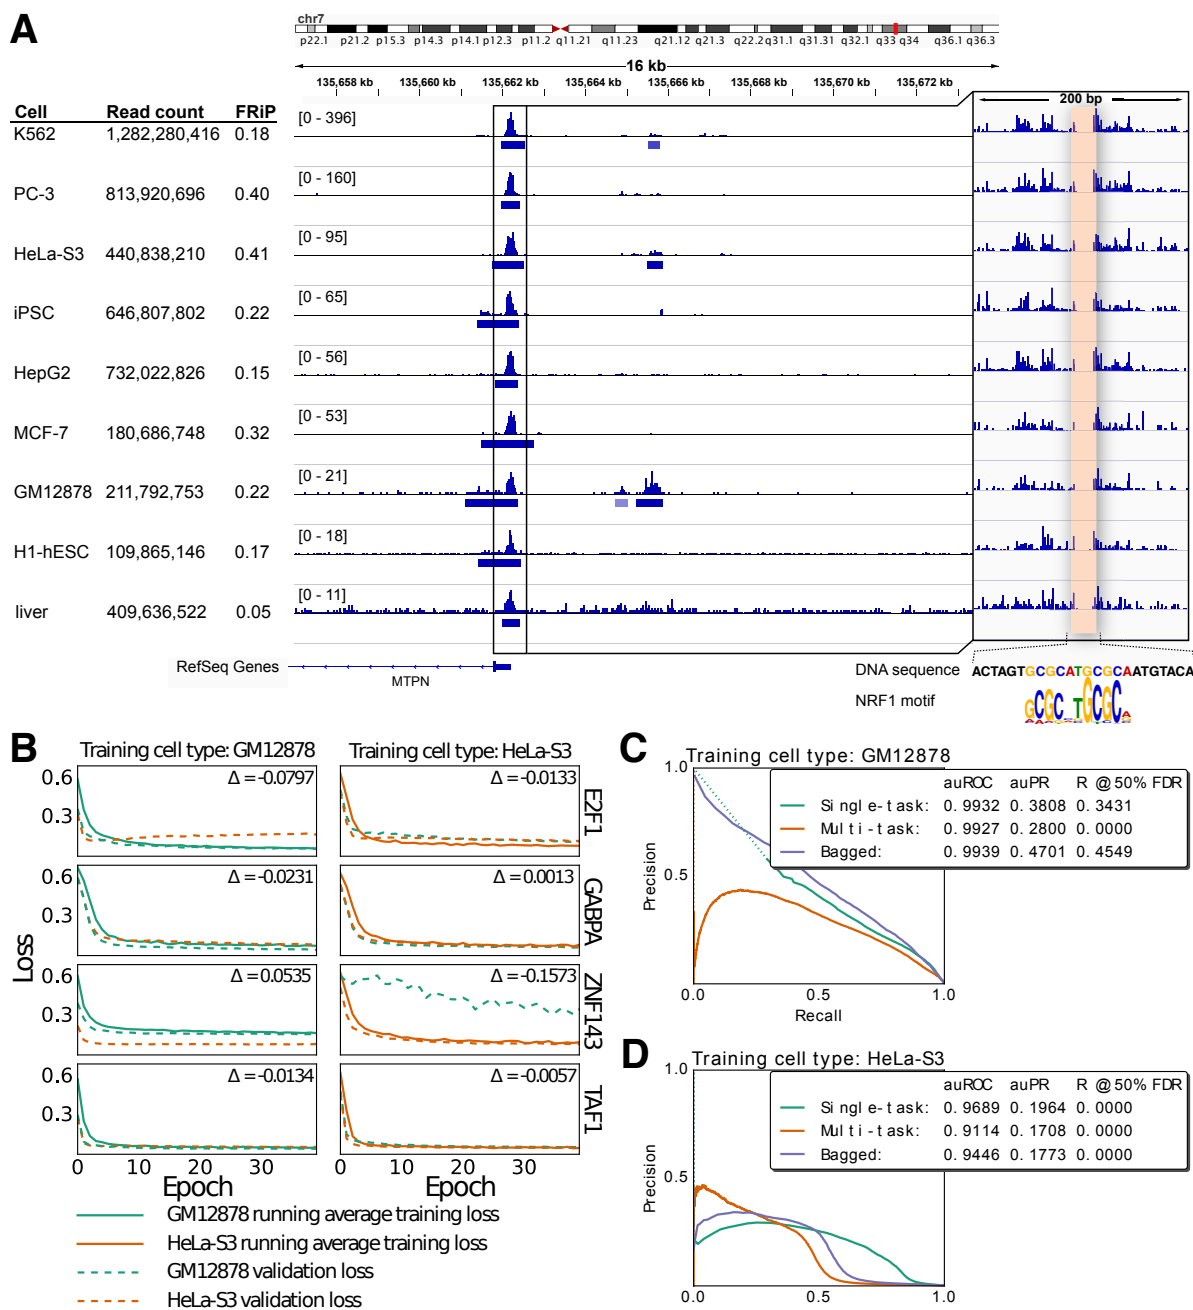 A
chr7
p22.1 p21.2 p15.3 p14.3 p14.1 p12.3 p11.2 q11.21 q11.23 q21.12 q21.3 q22.2 q31.1 q31.31 q32.1 q33 q34 q36.1 q36.3
16 kb
135,658 kb 135,660 kb 135,662 kb 135,664 kb 135,666 kb 135,668 kb 135,670 kb 135,672 kb
200 bp
Cell Read count FRiP
K562 1,282,280,416 0.18 [0 - 396]
PC-3 813,920,696 0.40 [0 - 160]
HeLa-S3 440,838,210 0.41 [0 - 95]
iPSC 646,807,802 0.22 [0 - 65]
HepG2 732,022,826 0.15 [0 - 56]
MCF-7 180,686,748 0.32 [0 - 53]
GM12878 211,792,753 0.22 [0 - 21]
H1-hESC 109,865,146 0.17 [0 - 18]
liver 409,636,522 0.05 [0 - 11]
RefSeq Genes
MTPN
DNA sequence ACTAGTGCGCATGCGCAATGTACA
NRF1 motif GCGC TGCGC A
B
Training cell type: GM12878 Training cell type: HeLa-S3
0.6 Δ = -0.0797 Δ = -0.0133 E2F1
0.3
0.6 Δ = -0.0231 Δ = 0.0013 GABPA
0.3
Loss
0.6 Δ = 0.0535 Δ = -0.1573 ZNF143
0.3
0.6 Δ = -0.0134 Δ = -0.0057 TAF1
0.3
0 10 20 30 0 10 20 30
Epoch Epoch
GM12878 running average training loss
HeLa-S3 running average training loss
GM12878 validation loss
HeLa-S3 validation loss
C
Training cell type: GM12878
1.0
auROC auPR R @ 50% FDR
Single-task: 0.9932 0.3808 0.3431
Multi-task: 0.9927 0.2800 0.0000
Bagged: 0.9939 0.4701 0.4549
0.5
Precision
0.0 0.5 1.0
Recall
D
Training cell type: HeLa-S3
1.0
auROC auPR R @ 50% FDR
Single-task: 0.9689 0.1964 0.0000
Multi-task: 0.9114 0.1708 0.0000
Bagged: 0.9446 0.1773 0.0000
0.5
Precision
0.0 0.5 1.0